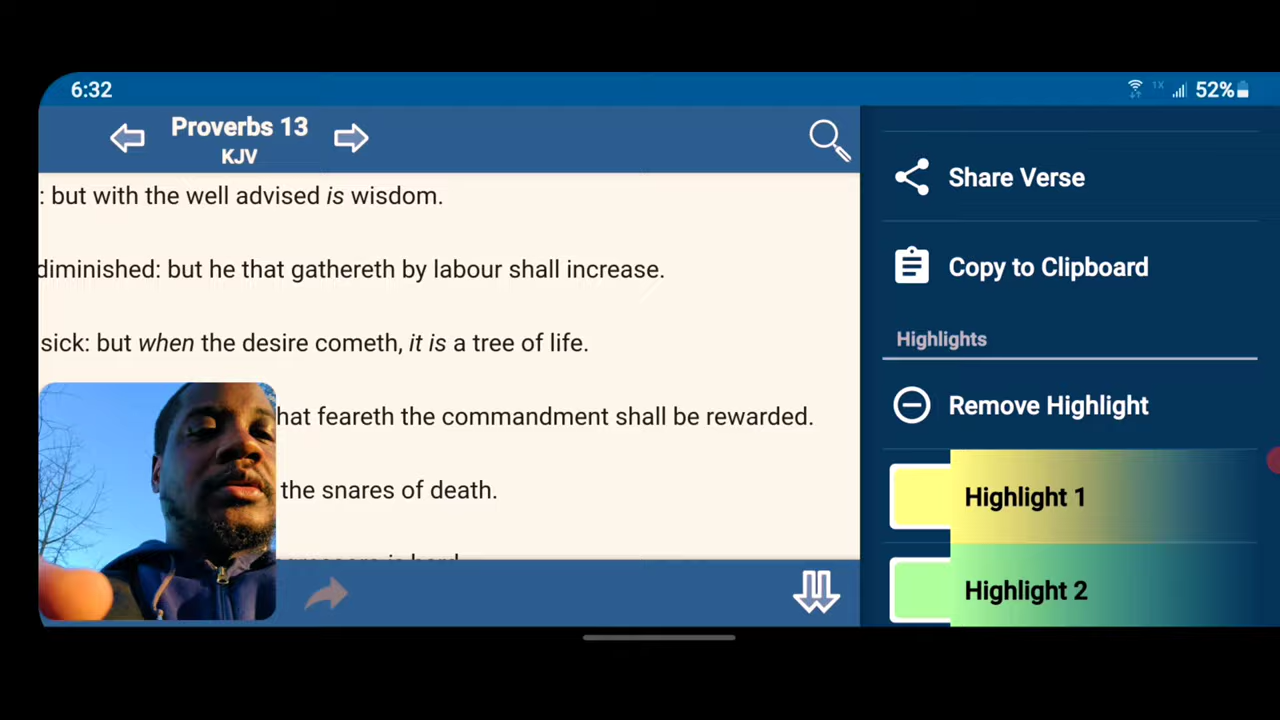 6:32
1X
52%
Proverbs 13
KJV
: but with the well advised is wisdom.
diminished: but he that gathereth by labour shall increase.
sick: but when the desire cometh, it is a tree of life.
hat feareth the commandment shall be rewarded.
the snares of death.
Share Verse
Copy to Clipboard
Highlights
Remove Highlight
Highlight 1
Highlight 2